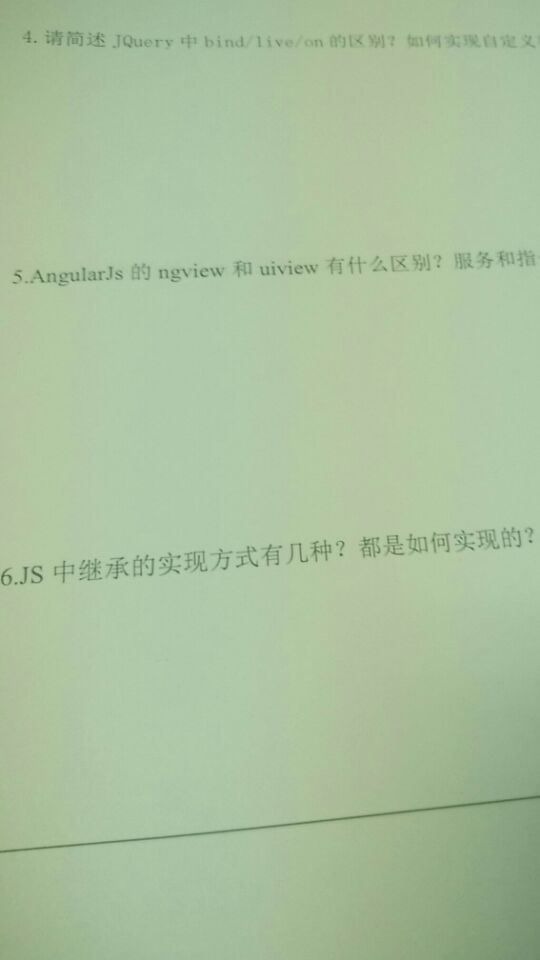 4. 请简述 JQuery 中 bind/live/on 的区别？如何实现自定义
5.AngularJs 的 ngview 和 uiview 有什么区别？服务和指
6.JS 中继承的实现方式有几种？都是如何实现的？